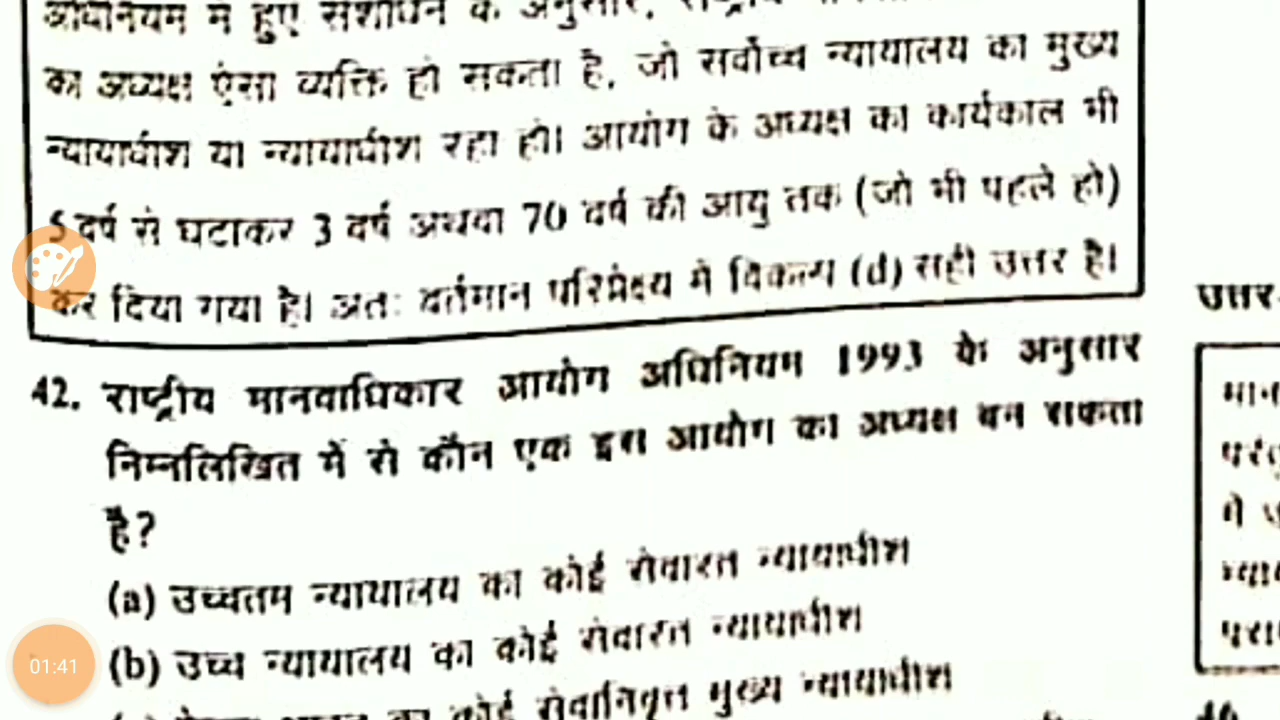 अधिनियम में हुए संशोधन के अनुसार, राष्ट्रीय
का अध्यक्ष ऐसा व्यक्ति हो सकता है, जो सर्वोच्च न्यायालय का मुख्य
न्यायाधीश या न्यायाधीश रहा हो। आयोग के अध्यक्ष का कार्यकाल भी
5 वर्ष से घटाकर 3 वर्ष अथवा 70 वर्ष की आयु तक (जो भी पहले हो)
कर दिया गया है। अतः वर्तमान परिप्रेक्ष्य में विकल्प (d) सही उत्तर है।
42. राष्ट्रीय मानवाधिकार आयोग अधिनियम 1993 के अनुसार
निम्नलिखित में से कौन एक इस आयोग का अध्यक्ष बन सकता
है?
(a) उच्चतम न्यायालय का कोई सेवारत न्यायाधीश
(b) उच्च न्यायालय का कोई सेवारत न्यायाधीश
का कोई सेवानिवृत्त मुख्य न्यायाधीश
उत्तर
01:41